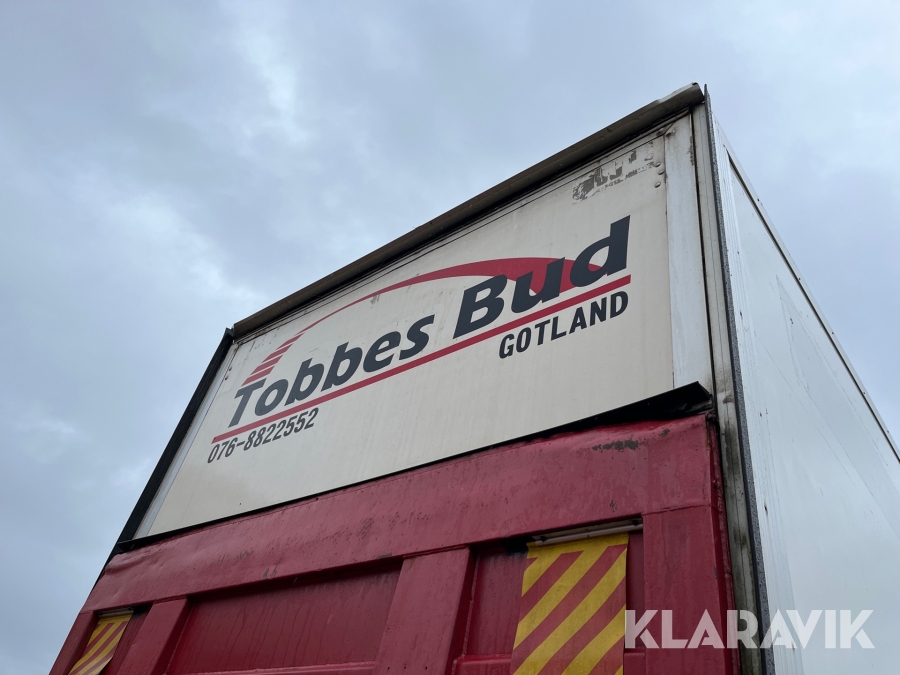 Tobbes Bud
GOTLAND
076-8822552
KLARAVIK